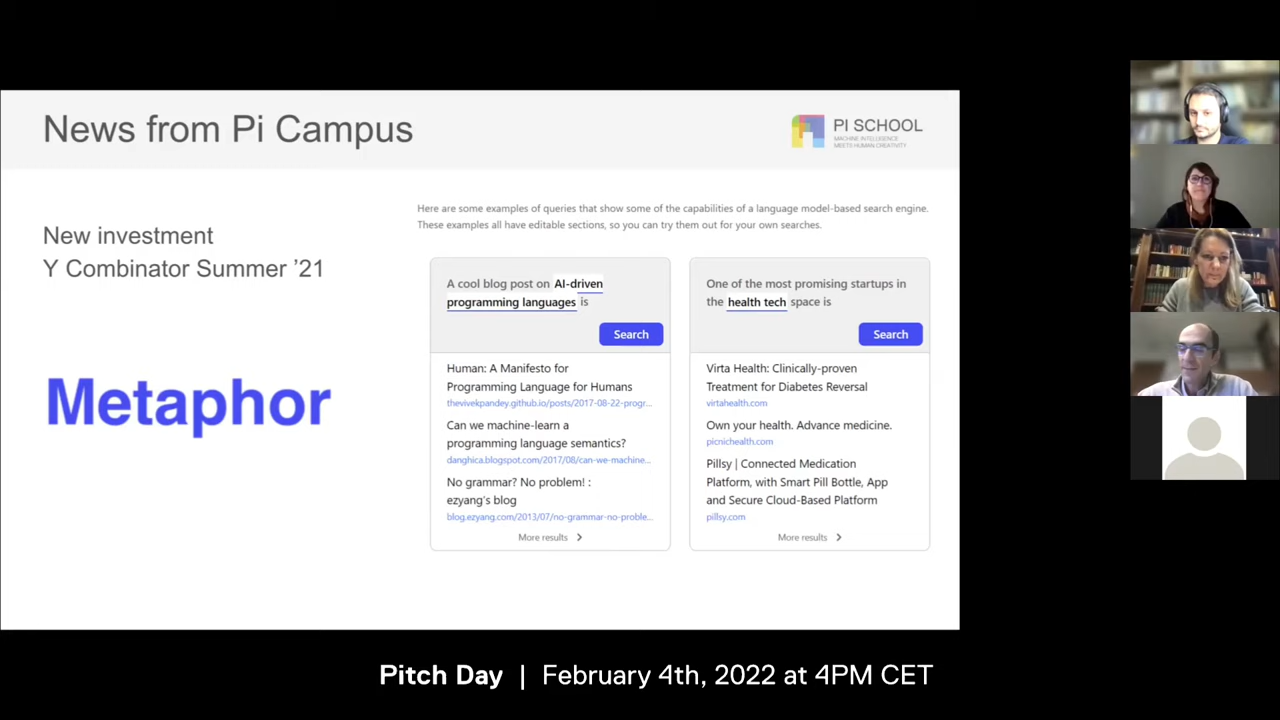 News from Pi Campus
PI SCHOOL
MACHINE INTELLIGENCE
MEETS HUMAN CREATIVITY
New investment
Y Combinator Summer ’21
Metaphor
Here are some examples of queries that show some of the capabilities of a language model-based search engine.
These examples all have editable sections, so you can try them out for your own searches.
A cool blog post on AI-driven
programming languages is
Search
Human: A Manifesto for
Programming Language for Humans
thevivekpandey.github.io/posts/2017-08-22-progr...
Can we machine-learn a
programming language semantics?
danghica.blogspot.com/2017/08/can-we-machine...
No grammar? No problem! :
ezyang's blog
blog.ezyang.com/2013/07/no-grammar-no-proble...
More results
One of the most promising startups in
the health tech space is
Search
Virta Health: Clinically-proven
Treatment for Diabetes Reversal
virtahealth.com
Own your health. Advance medicine.
picnichealth.com
Pillsy | Connected Medication
Platform, with Smart Pill Bottle, App
and Secure Cloud-Based Platform
pillsy.com
More results
Pitch Day | February 4th, 2022 at 4PM CET